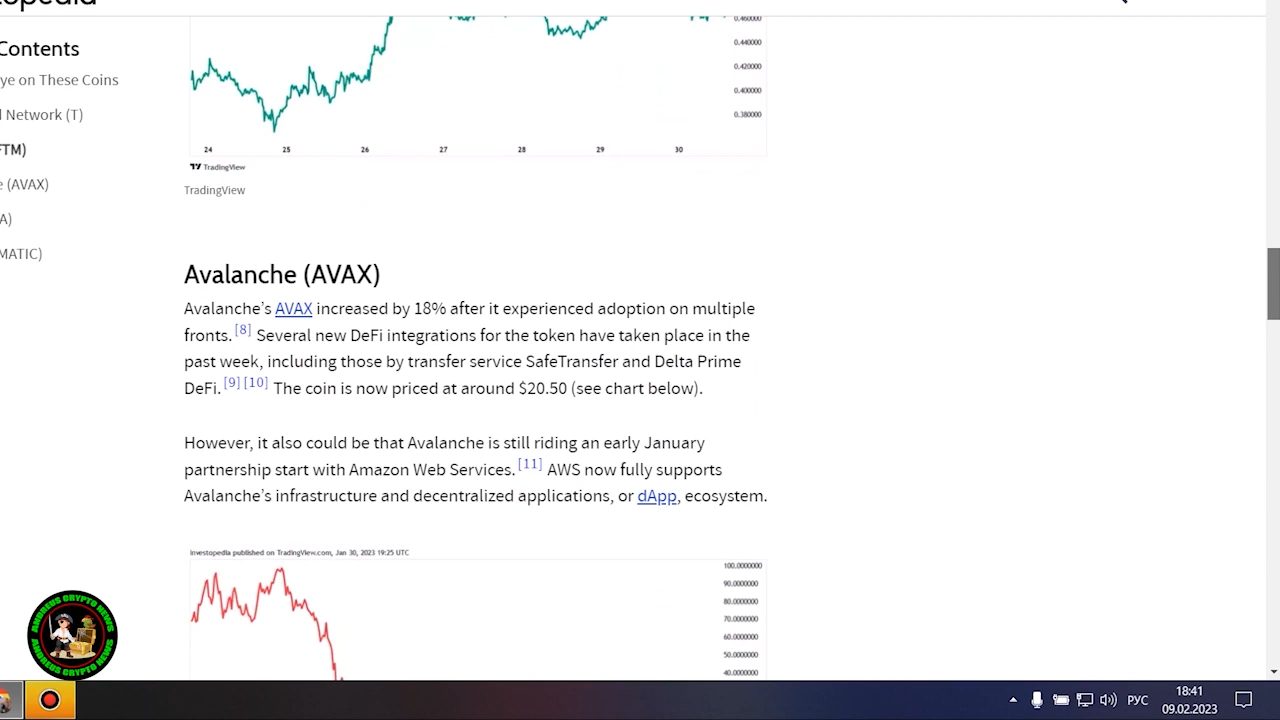 opedia
Contents
ye on These Coins
l Network (T)
FTM)
e (AVAX)
A)
MATIC)
0.460000
0.440000
0.420000
0.400000
0.380000
24 25 26 27 28 29 30
TradingView
TradingView
Avalanche (AVAX)
Avalanche’s AVAX increased by 18% after it experienced adoption on multiple
fronts. [8] Several new DeFi integrations for the token have taken place in the
past week, including those by transfer service SafeTransfer and Delta Prime
DeFi. [9] [10] The coin is now priced at around $20.50 (see chart below).
However, it also could be that Avalanche is still riding an early January
partnership start with Amazon Web Services. [11] AWS now fully supports
Avalanche’s infrastructure and decentralized applications, or dApp, ecosystem.
Investopedia published on TradingView.com, Jan 30, 2023 19:25 UTC
100.0000000
90.0000000
80.0000000
70.0000000
60.0000000
50.0000000
40.0000000
ANDREUS CRYPTO NEWS
ANDREUS CRYPTO NEWS
РУС
18:41
09.02.2023